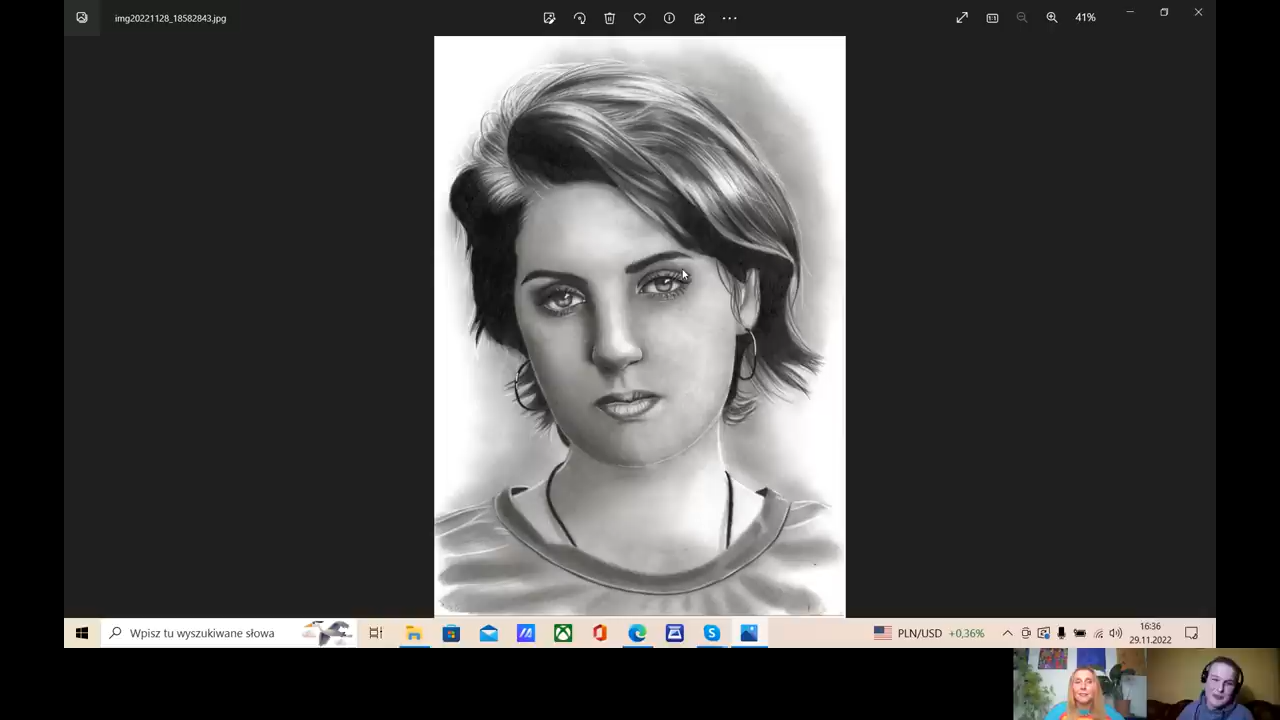 img20221128_18582843.jpg
41%
Wpisz tu wyszukiwane słowa
PLN/USD +0,36%
16:36
29.11.2022